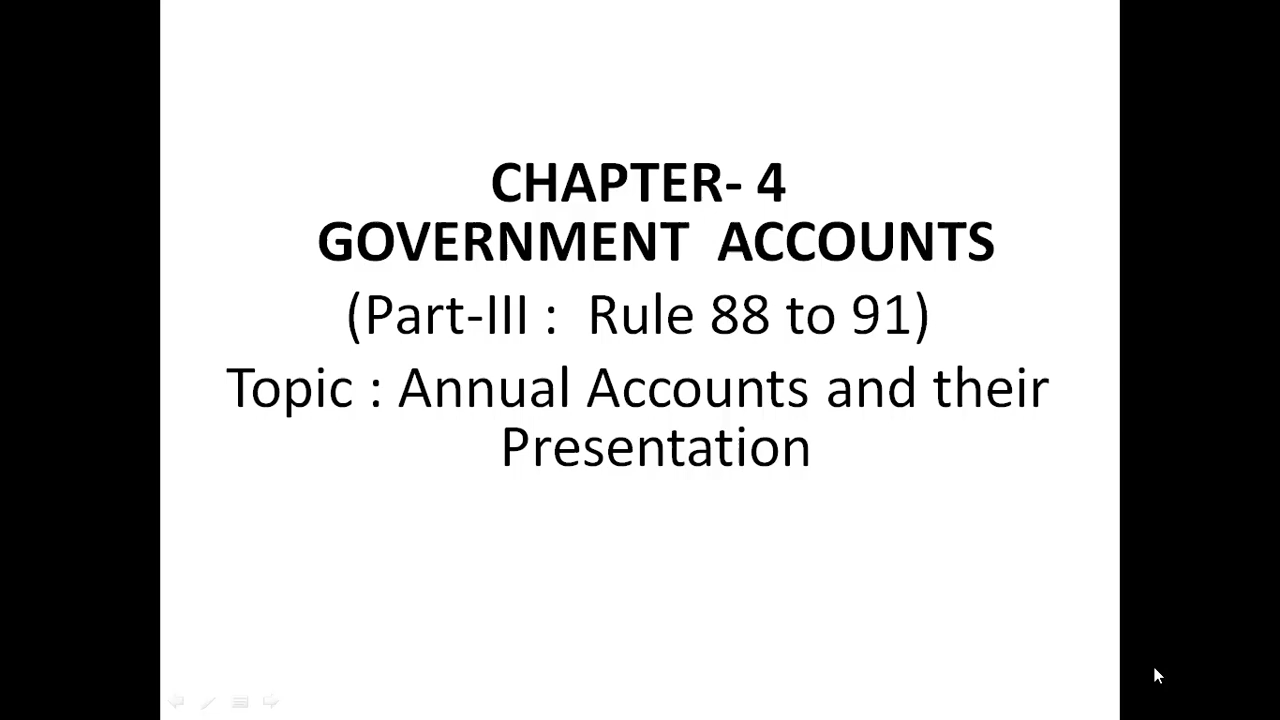 CHAPTER- 4
GOVERNMENT ACCOUNTS
(Part-III : Rule 88 to 91)
Topic : Annual Accounts and their
Presentation